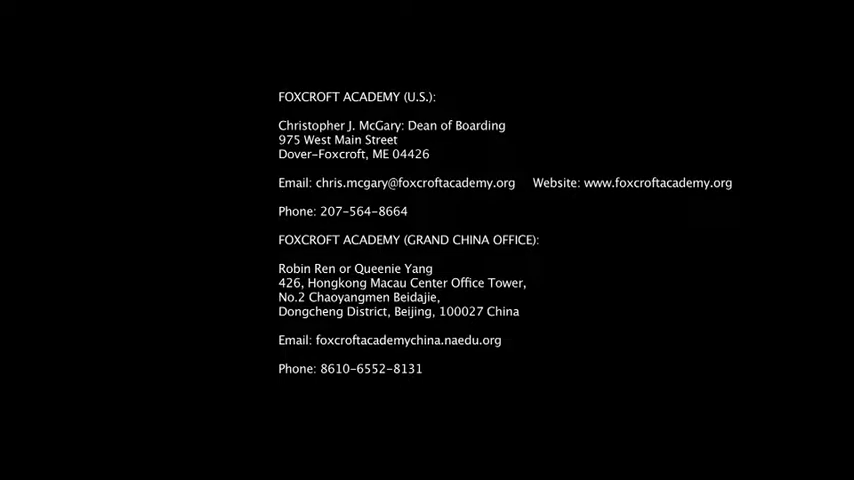 FOXCROFT ACADEMY (U.S.):
Christopher J. McGary: Dean of Boarding
975 West Main Street
Dover-Foxcroft, ME 04426
Email: chris.mcgary@foxcroftacademy.org Website: www.foxcroftacademy.org
Phone: 207-564-8664
FOXCROFT ACADEMY (GRAND CHINA OFFICE):
Robin Ren or Queenie Yang
426, Hongkong Macau Center Office Tower,
No.2 Chaoyangmen Beidajie,
Dongcheng District, Beijing, 100027 China
Email: foxcroftacademychina.naedu.org
Phone: 8610-6552-8131